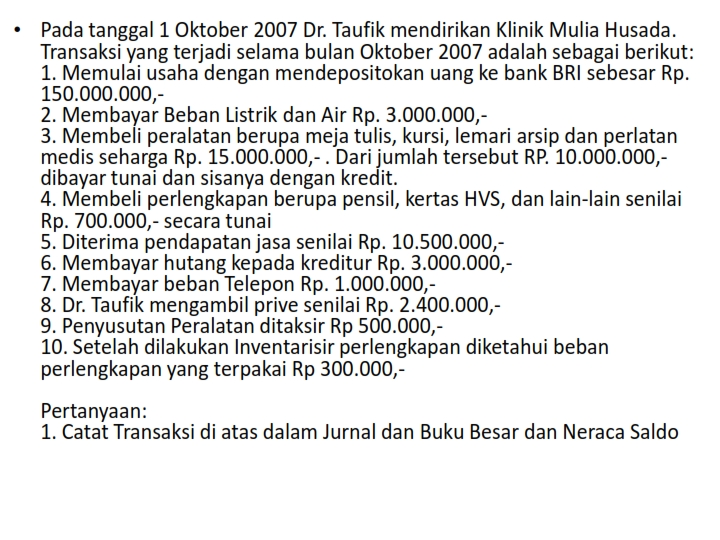 • Pada tanggal 1 Oktober 2007 Dr. Taufik mendirikan Klinik Mulia Husada.
Transaksi yang terjadi selama bulan Oktober 2007 adalah sebagai berikut:
1. Memulai usaha dengan mendepositokan uang ke bank BRI sebesar Rp.
150.000.000,-
2. Membayar Beban Listrik dan Air Rp. 3.000.000,-
3. Membeli peralatan berupa meja tulis, kursi, lemari arsip dan perlatan
medis seharga Rp. 15.000.000,- . Dari jumlah tersebut RP. 10.000.000,-
dibayar tunai dan sisanya dengan kredit.
4. Membeli perlengkapan berupa pensil, kertas HVS, dan lain-lain senilai
Rp. 700.000,- secara tunai
5. Diterima pendapatan jasa senilai Rp. 10.500.000,-
6. Membayar hutang kepada kreditur Rp. 3.000.000,-
7. Membayar beban Telepon Rp. 1.000.000,-
8. Dr. Taufik mengambil prive senilai Rp. 2.400.000,-
9. Penyusutan Peralatan ditaksir Rp 500.000,-
10. Setelah dilakukan Inventarisir perlengkapan diketahui beban
perlengkapan yang terpakai Rp 300.000,-
Pertanyaan:
1. Catat Transaksi di atas dalam Jurnal dan Buku Besar dan Neraca Saldo